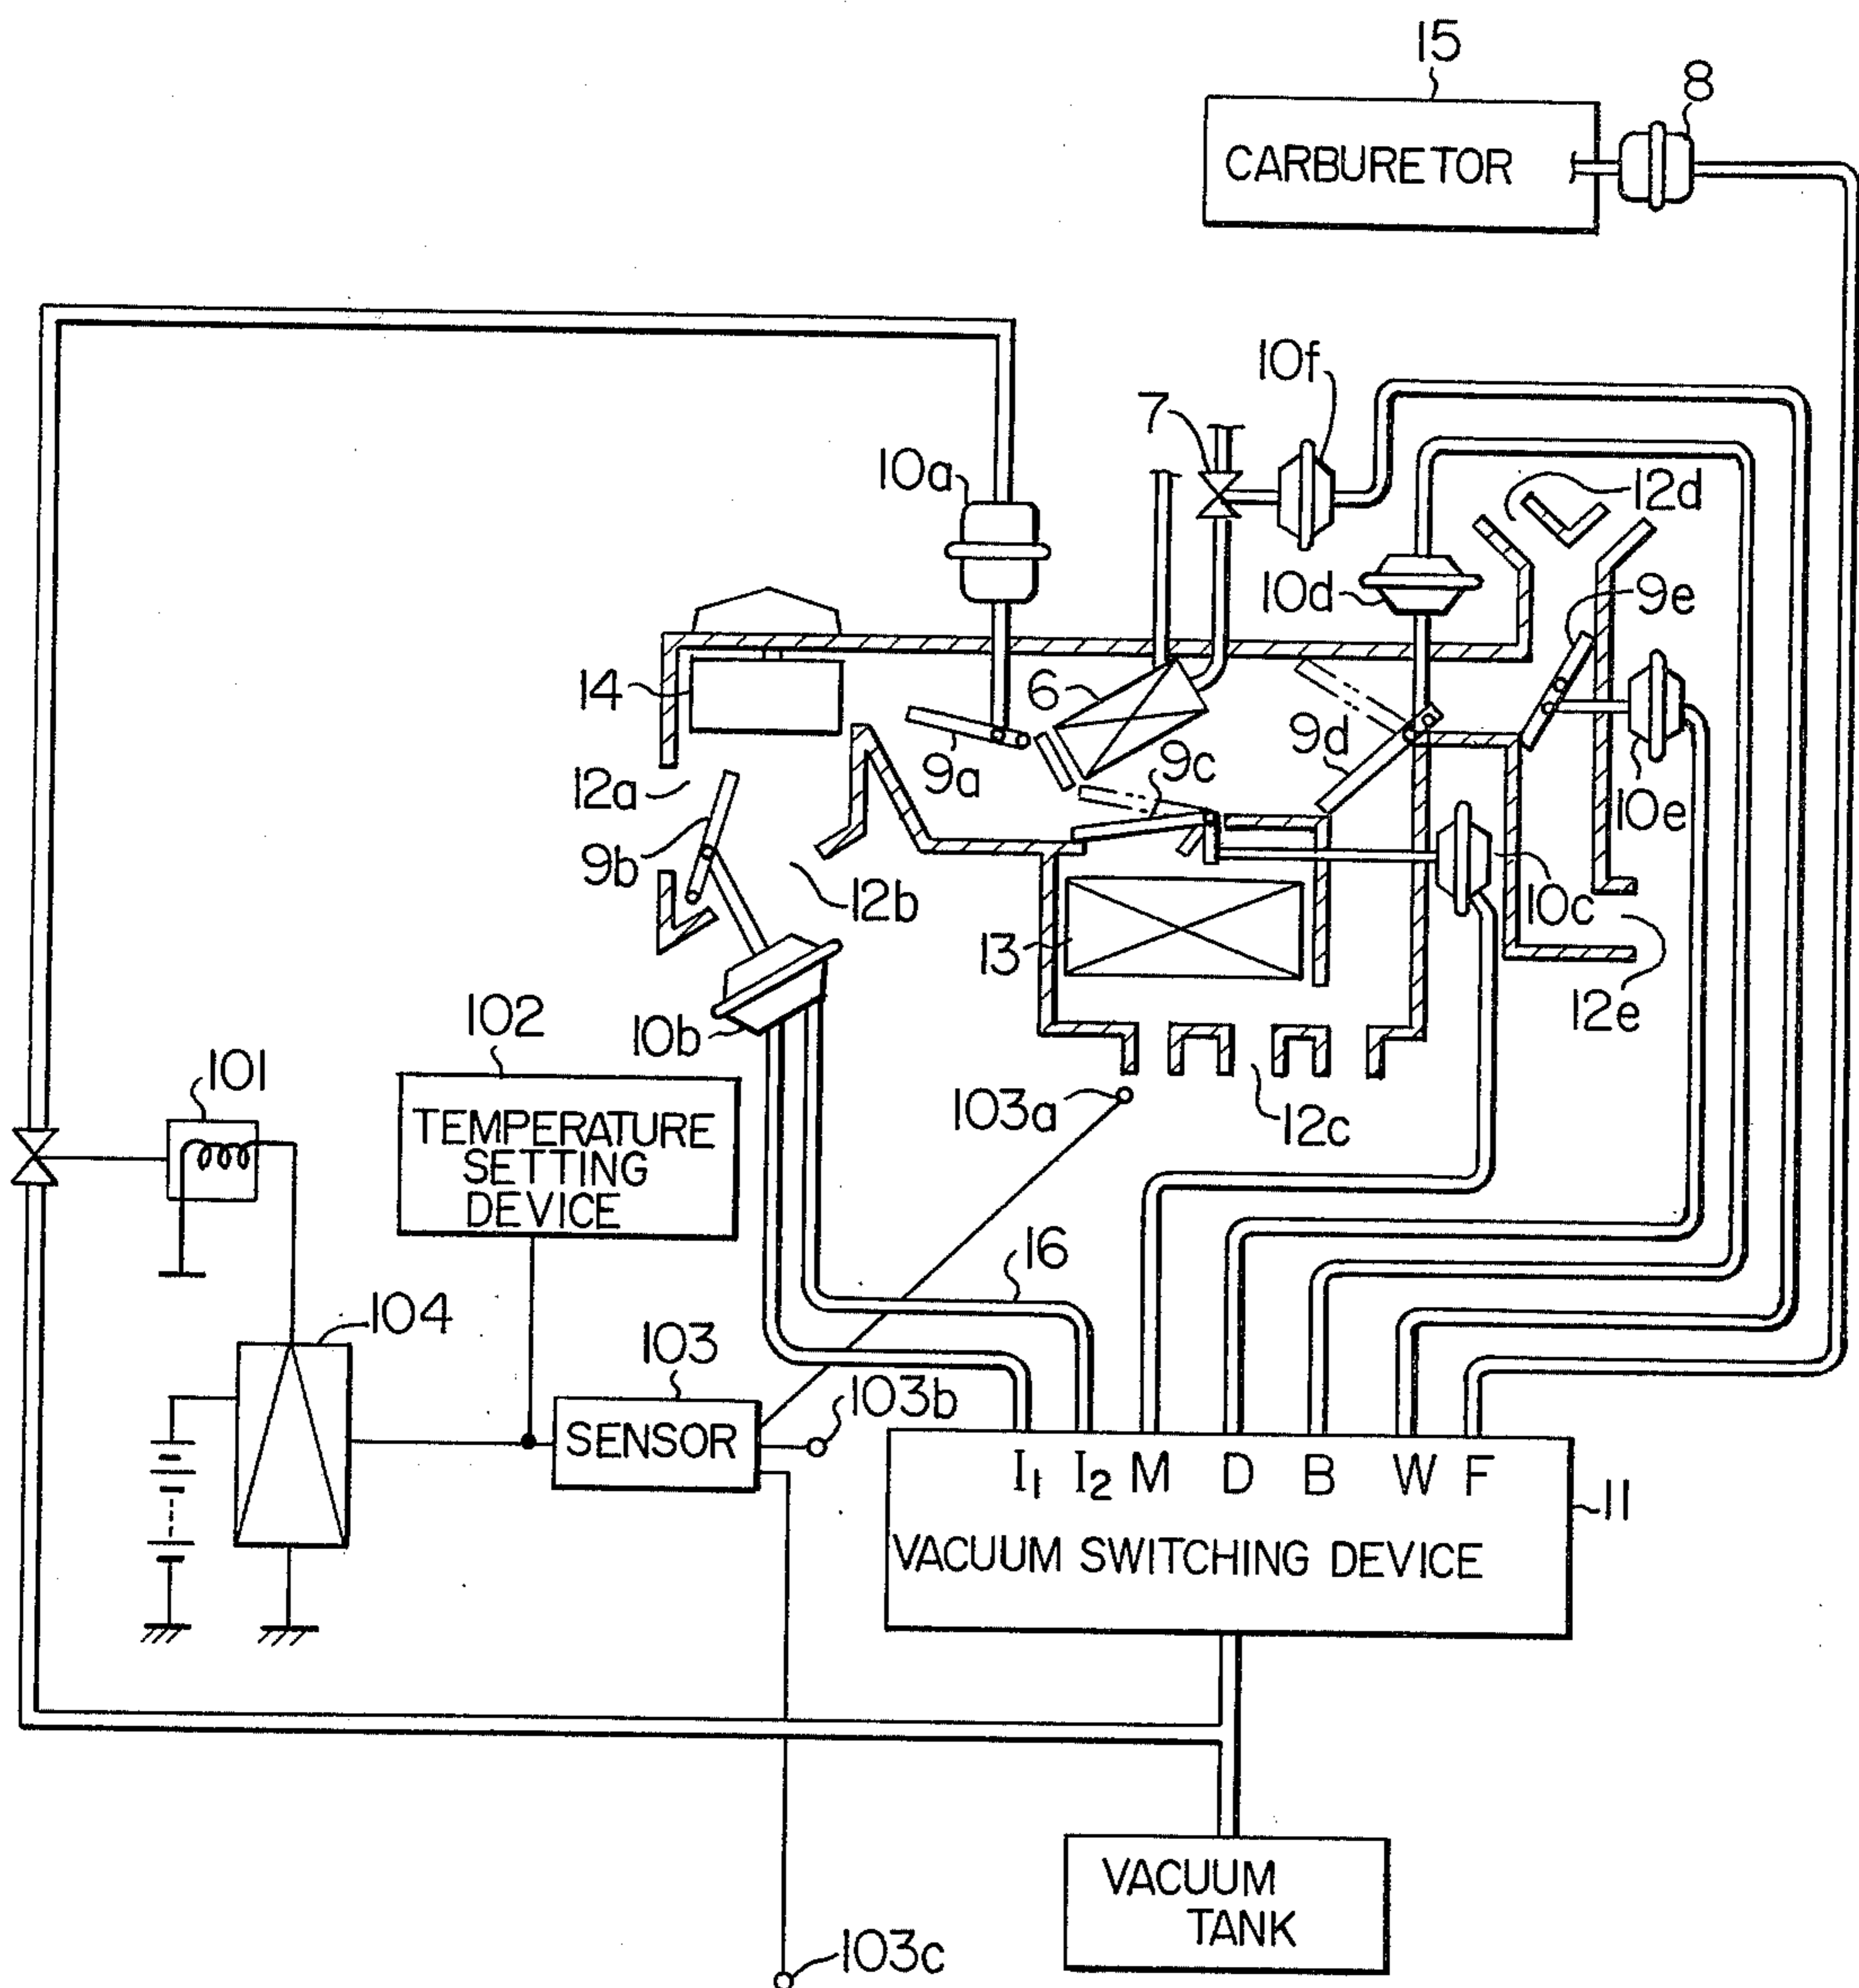 15
8
CARBURETOR
10f
7
10a
12d
10d
9e
14
6
9d
9a
9c
12a
10e
9b
12b
10c
13
12e
10b
102
101
103a
12c
TEMPERATURE
SETTING
DEVICE
16
104
103
103b
SENSOR
I1 I2 M D B W F
11
VACUUM SWITCHING DEVICE
VACUUM
TANK
103c